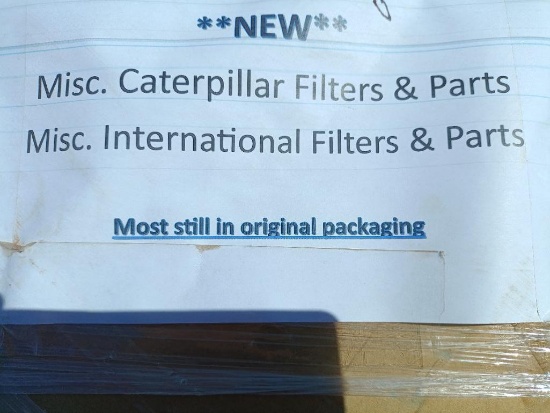 **NEW**
Misc. Caterpillar Filters & Parts
Misc. International Filters & Parts
Most still in original packaging